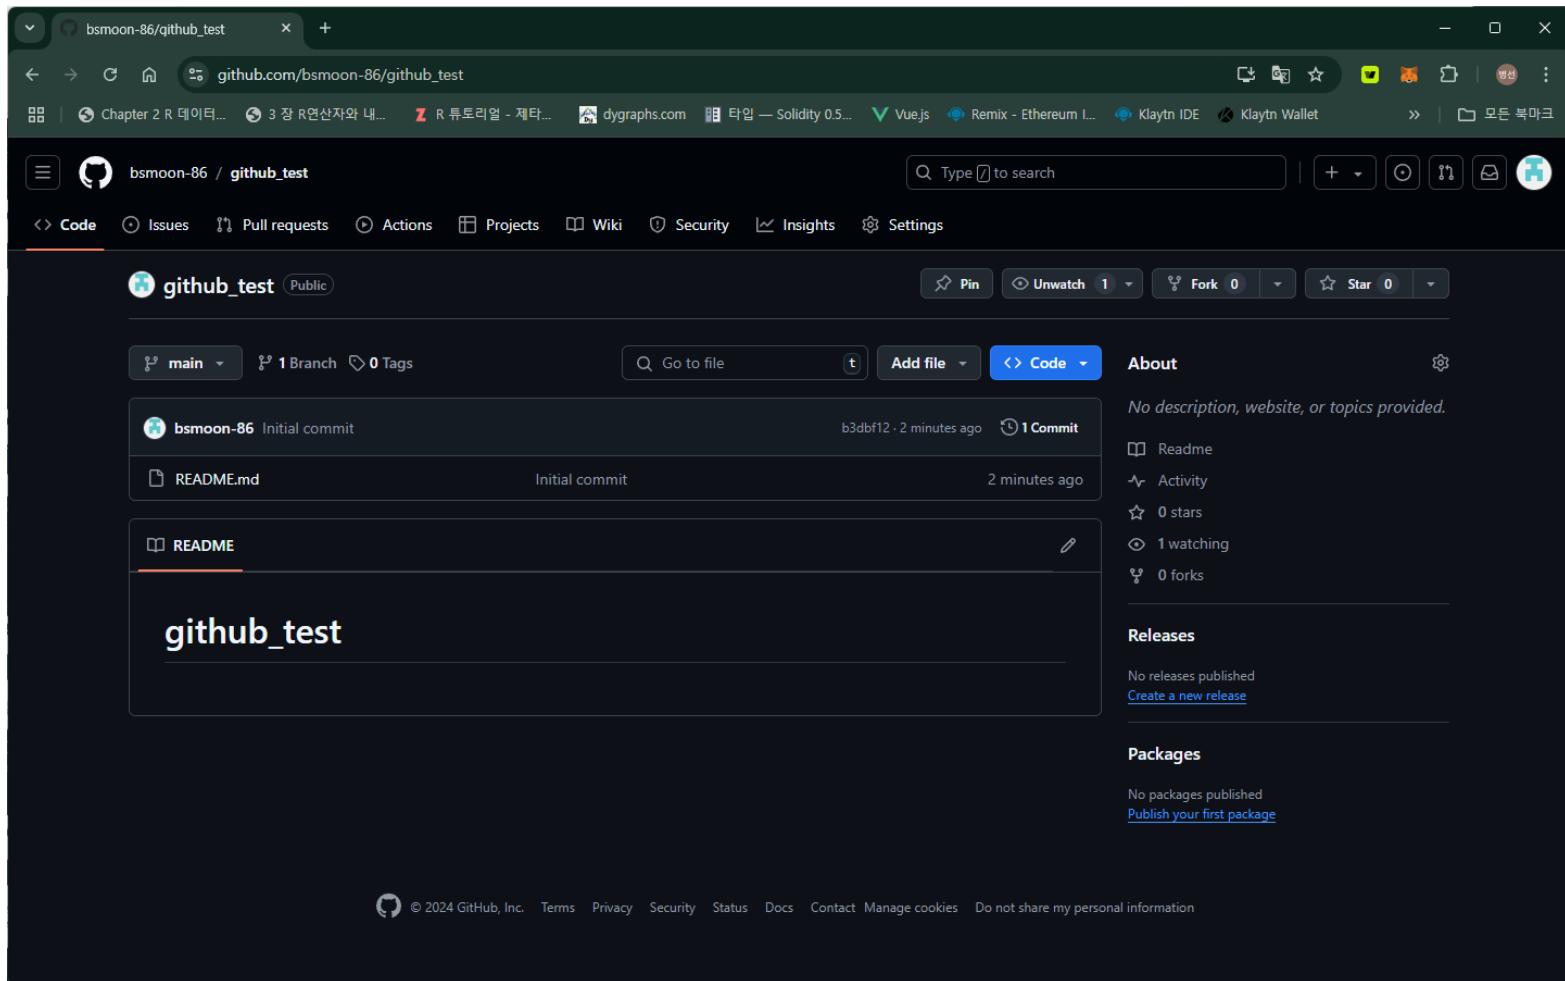 bsmoon-86/github_test
github.com/bsmoon-86/github_test
병선
Chapter 2 R 데이터... 3 장 R연산자와 내... R 튜토리얼 - 제타... dygraphs.com 타입 — Solidity 0.5... Vue.js Remix - Ethereum I... Klaytn IDE Klaytn Wallet » 모든 북마크
bsmoon-86 / github_test Type / to search
Code Issues Pull requests Actions Projects Wiki Security Insights Settings
github_test Public Pin Unwatch 1 Fork 0 Star 0
main 1 Branch 0 Tags Go to file t Add file Code
bsmoon-86 Initial commit b3dbf12 · 2 minutes ago 1 Commit
README.md Initial commit 2 minutes ago
README
github_test
About
No description, website, or topics provided.
Readme
Activity
0 stars
1 watching
0 forks
Releases
No releases published
Create a new release
Packages
No packages published
Publish your first package
© 2024 GitHub, Inc. Terms Privacy Security Status Docs Contact Manage cookies Do not share my personal information